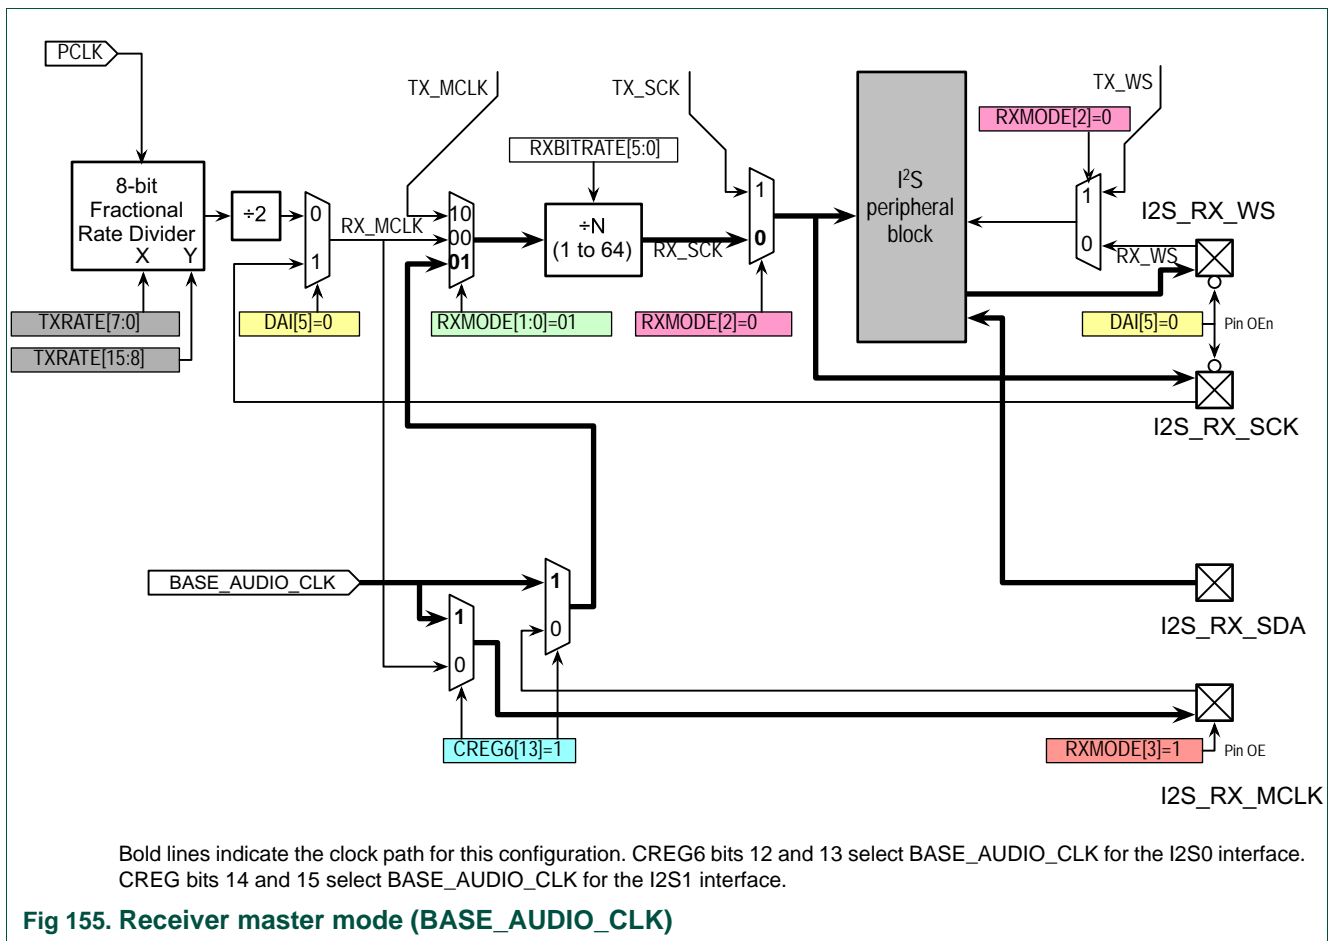 PCLK
TX_MCLK
TX_SCK
TX_WS
RXMODE[2]=0
RXBITRATE[5:0]
8-bit
Fractional
Rate Divider
X Y
÷2
0
1
RX_MCLK
10
00
01
÷N
(1 to 64)
RX_SCK
1
0
I2S
peripheral
block
1
0
RX_WS
I2S_RX_WS
TXRATE[7:0]
TXRATE[15:8]
DAI[5]=0
RXMODE[1:0]=01
RXMODE[2]=0
DAI[5]=0
Pin OEn
I2S_RX_SCK
BASE_AUDIO_CLK
1
0
1
0
I2S_RX_SDA
CREG6[13]=1
RXMODE[3]=1
Pin OE
I2S_RX_MCLK
Bold lines indicate the clock path for this configuration. CREG6 bits 12 and 13 select BASE_AUDIO_CLK for the I2S0 interface.
CREG bits 14 and 15 select BASE_AUDIO_CLK for the I2S1 interface.
Fig 155. Receiver master mode (BASE_AUDIO_CLK)